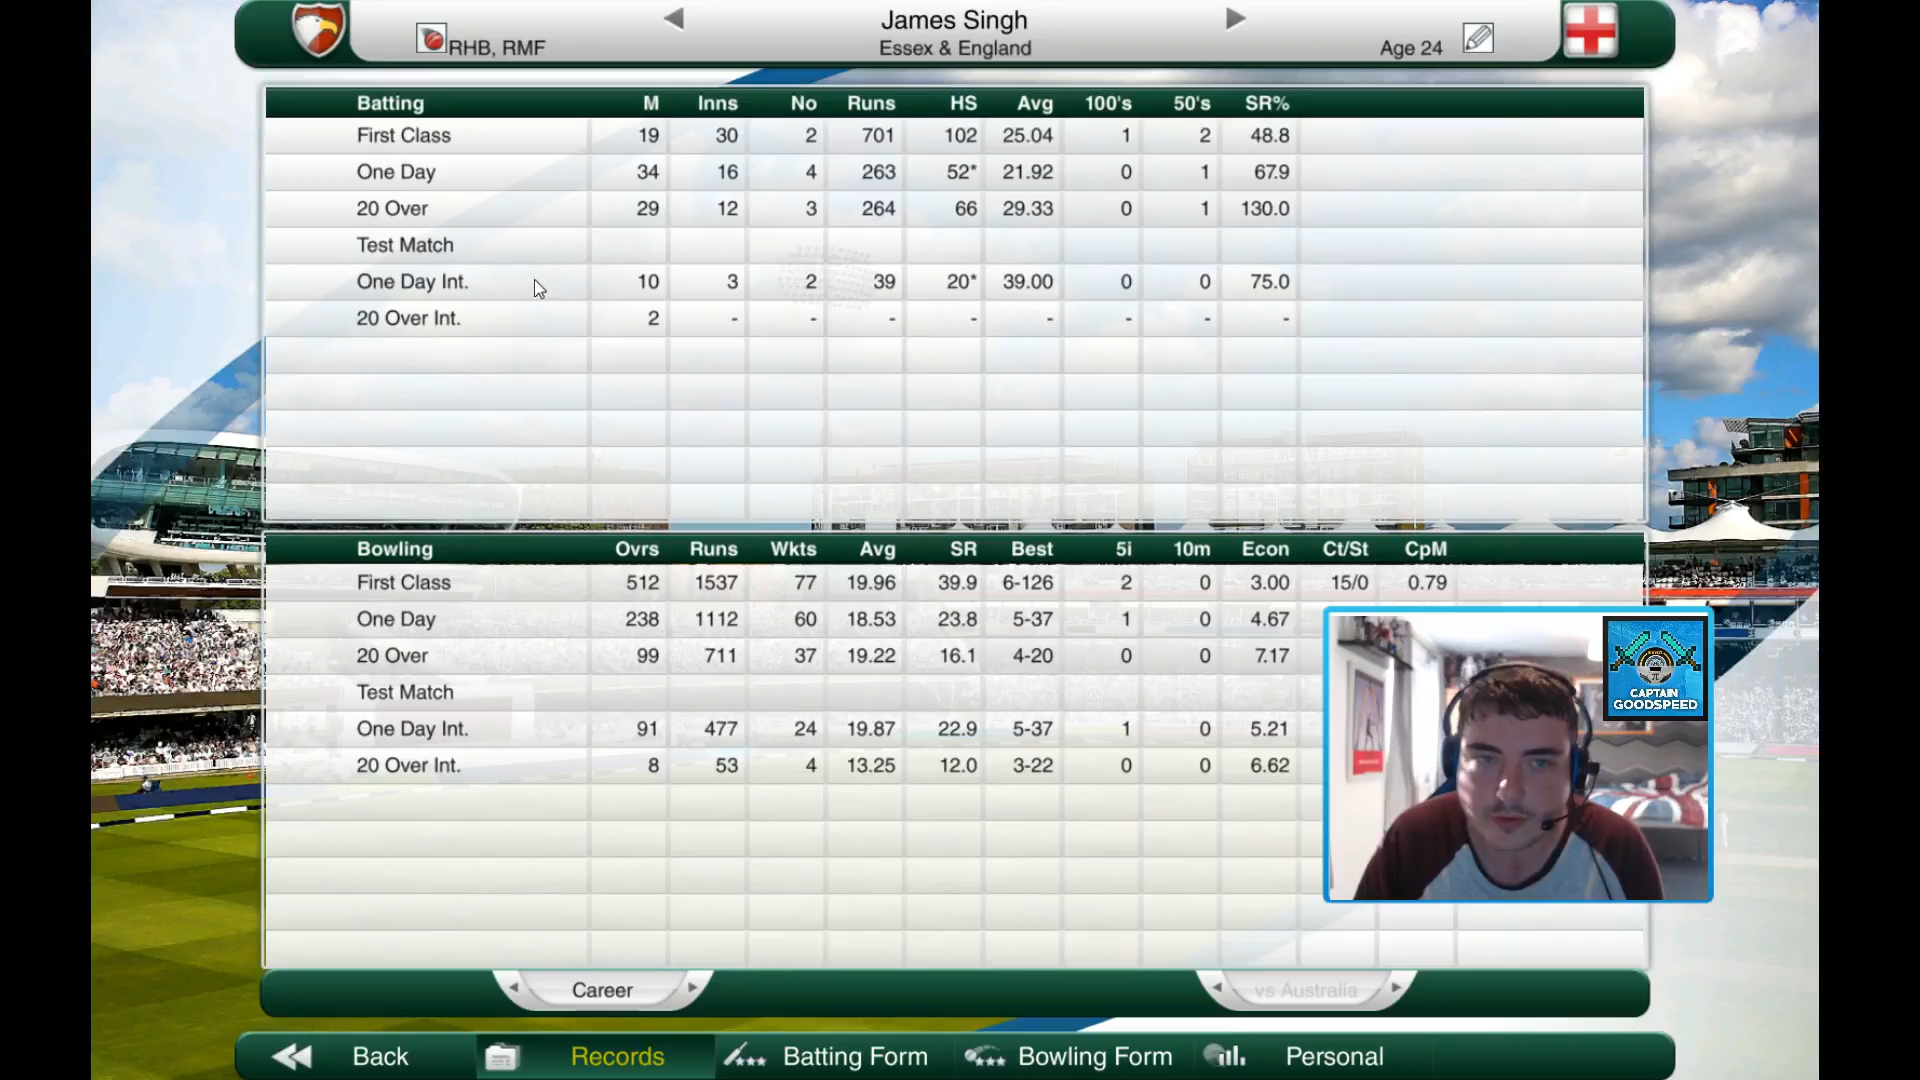 James Singh
RHB, RMF
Essex & England
Age 24
Batting M Inns No Runs HS Avg 100's 50's SR%
First Class 19 30 2 701 102 25.04 1 2 48.8
One Day 34 16 4 263 52* 21.92 0 1 67.9
20 Over 29 12 3 264 66 29.33 0 1 130.0
Test Match
One Day Int. 10 3 2 39 20* 39.00 0 0 75.0
20 Over Int. 2 - - - - - - - -
Bowling Ovrs Runs Wkts Avg SR Best 5i 10m Econ Ct/St CpM
First Class 512 1537 77 19.96 39.9 6-126 2 0 3.00 15/0 0.79
One Day 238 1112 60 18.53 23.8 5-37 1 0 4.67
20 Over 99 711 37 19.22 16.1 4-20 0 0 7.17
Test Match
One Day Int. 91 477 24 19.87 22.9 5-37 1 0 5.21
20 Over Int. 8 53 4 13.25 12.0 3-22 0 0 6.62
CAPTAIN
GOODSPEED
Career
vs Australia
Back
Records
Batting Form
Bowling Form
Personal